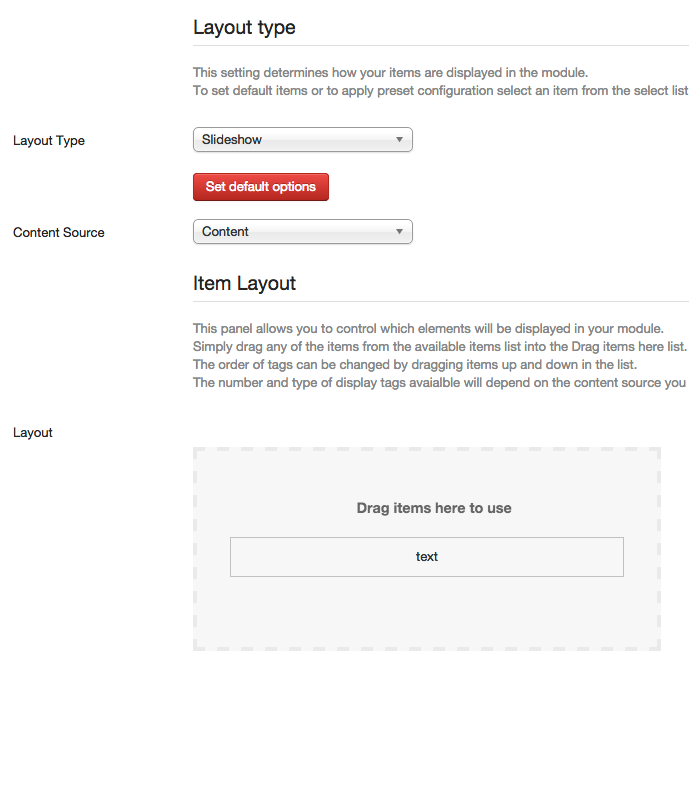 Layout type
This setting determines how your items are displayed in the module.
To set default items or to apply preset configuration select an item from the select list
Layout Type
Slideshow
Set default options
Content Source
Content
Item Layout
This panel allows you to control which elements will be displayed in your module.
Simply drag any of the items from the available items list into the Drag items here list.
The order of tags can be changed by dragging items up and down in the list.
The number and type of display tags avaialble will depend on the content source you
Layout
Drag items here to use
text